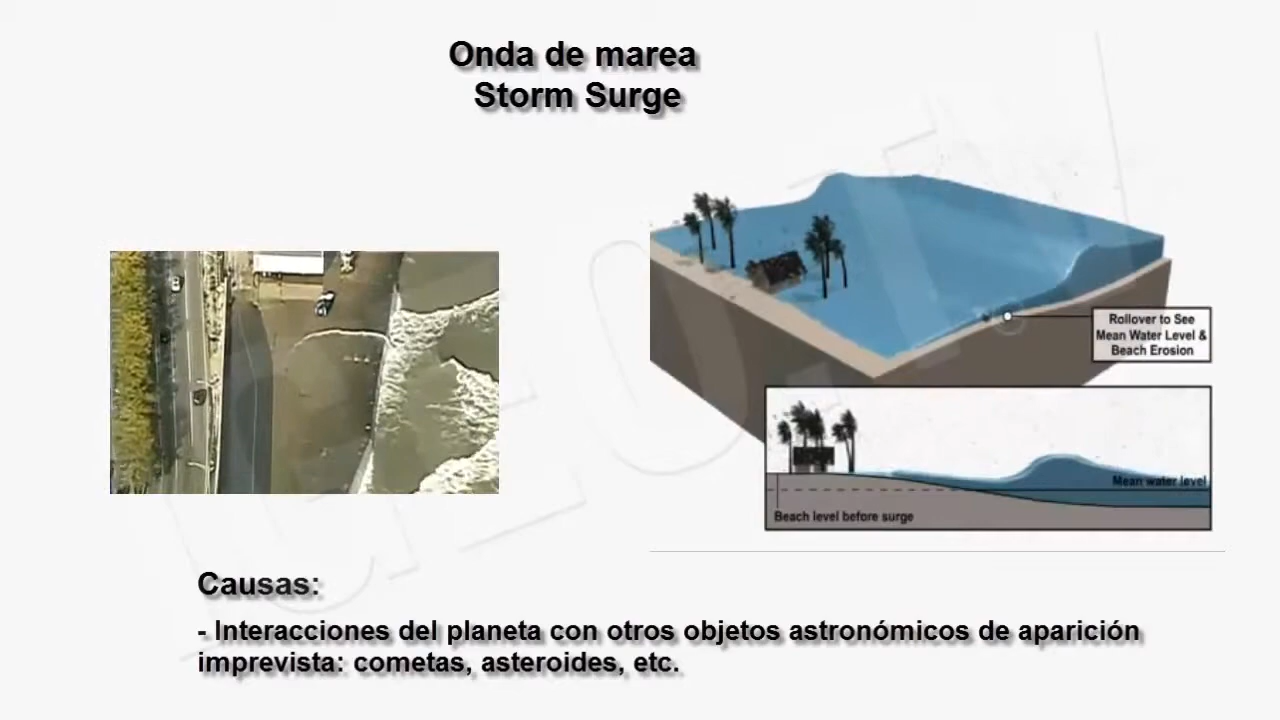 Onda de marea
Storm Surge
Rollover to See
Mean Water Level &
Beach Erosion
Mean water level
Beach level before surge
Causas:
- Interacciones del planeta con otros objetos astronómicos de aparición
imprevista: cometas, asteroides, etc.